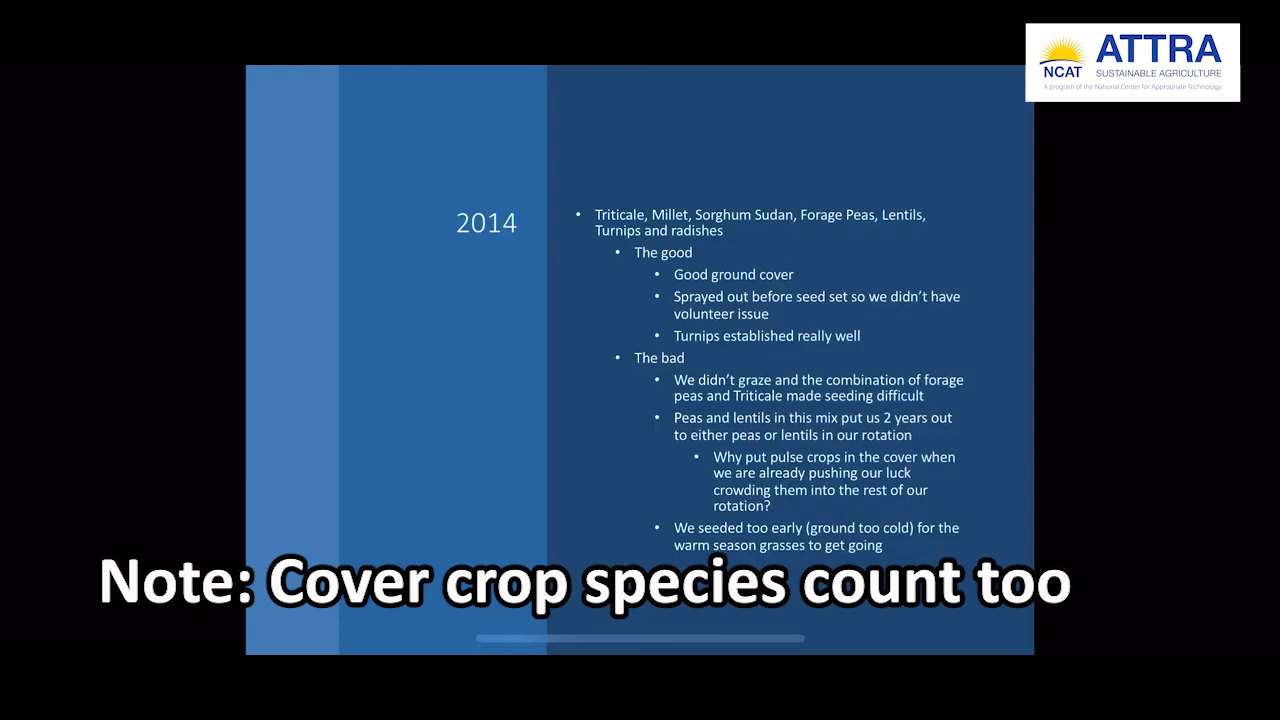 ATTRA
NCAT
SUSTAINABLE AGRICULTURE
A program of the National Center for Appropriate Technology
2014
• Triticale, Millet, Sorghum Sudan, Forage Peas, Lentils,
Turnips and radishes
• The good
• Good ground cover
• Sprayed out before seed set so we didn’t have
volunteer issue
• Turnips established really well
• The bad
• We didn’t graze and the combination of forage
peas and Triticale made seeding difficult
• Peas and lentils in this mix put us 2 years out
to either peas or lentils in our rotation
• Why put pulse crops in the cover when
we are already pushing our luck
crowding them into the rest of our
rotation?
• We seeded too early (ground too cold) for the
warm season grasses to get going
Note: Cover crop species count too